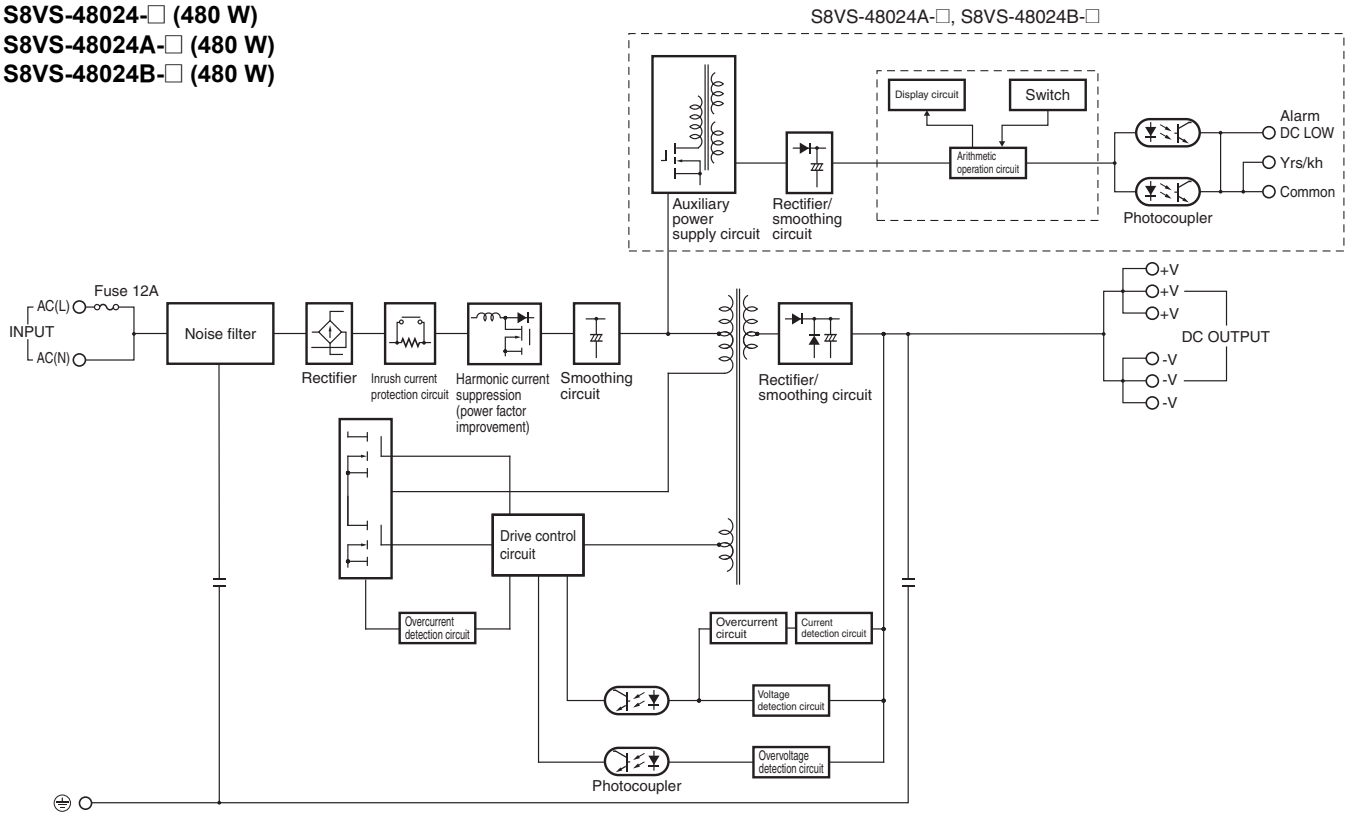 S8VS-48024-□ (480 W)
S8VS-48024A-□ (480 W)
S8VS-48024B-□ (480 W)
S8VS-48024A-□, S8VS-48024B-□
Display circuit
Switch
Arithmetic
operation circuit
Alarm
DC LOW
Yrs/kh
Common
Photocoupler
Auxiliary
power
supply circuit
Rectifier/
smoothing
circuit
INPUT
AC(L)
Fuse 12A
AC(N)
Noise filter
Rectifier
Inrush current
protection circuit
Harmonic current
suppression
(power factor
improvement)
Smoothing
circuit
Rectifier/
smoothing circuit
+V
+V
+V
DC OUTPUT
-V
-V
-V
Drive control
circuit
Overcurrent
detection circuit
Overcurrent
circuit
Current
detection circuit
Voltage
detection circuit
Overvoltage
detection circuit
Photocoupler